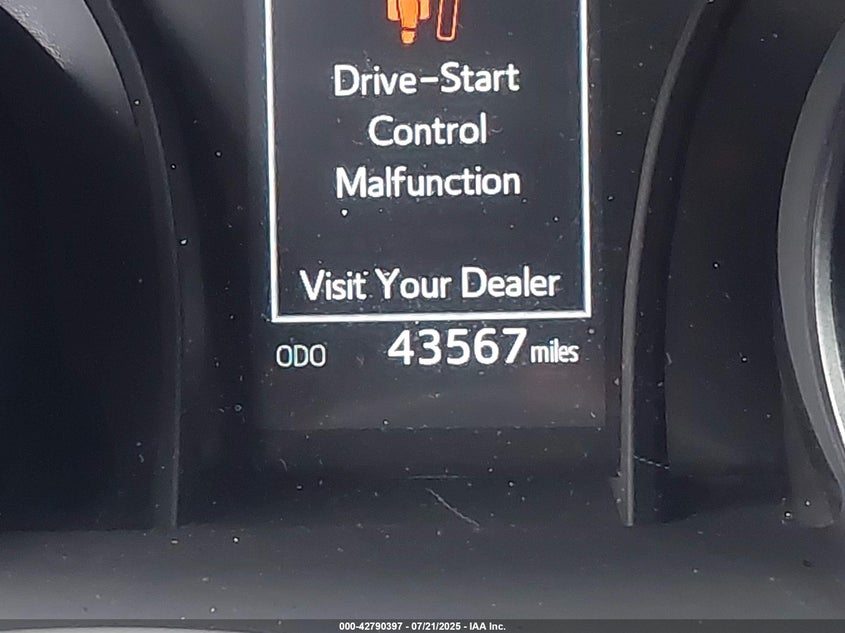 Drive-Start
Control
Malfunction
Visit Your Dealer
ODO 43567 miles
000-42790397 - 07/21/2025 - IAA Inc.